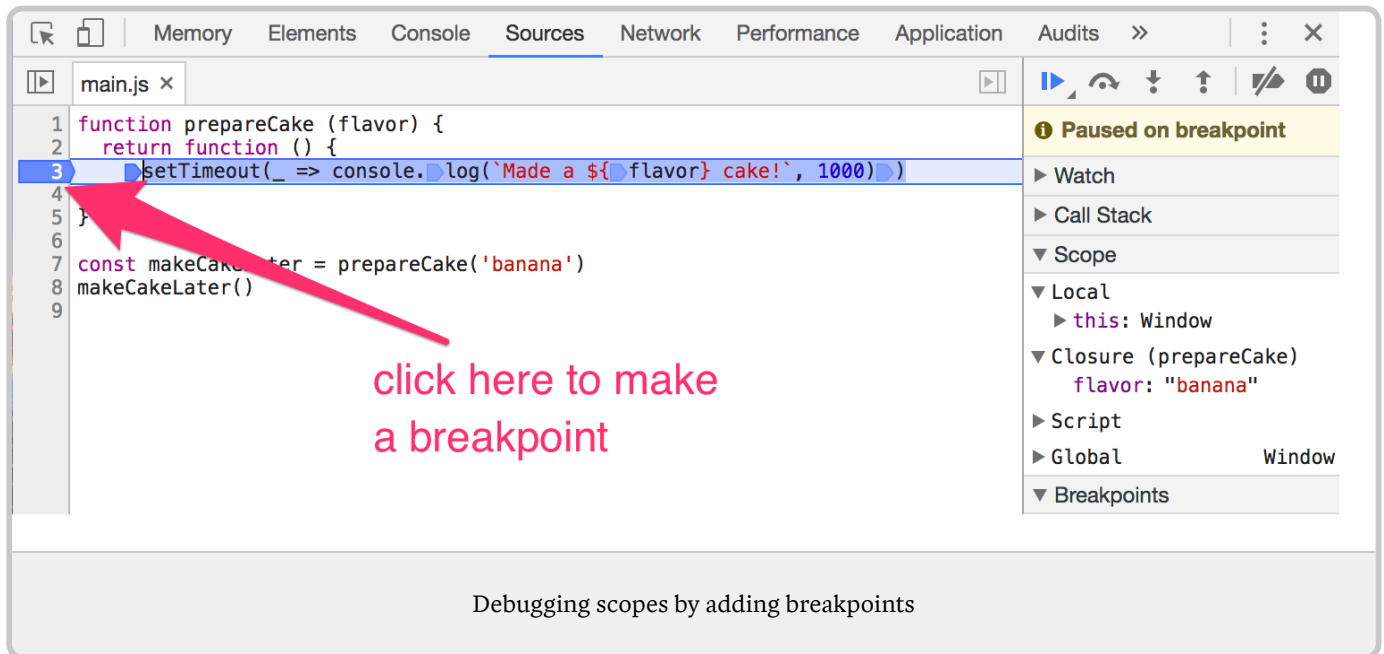 Memory Elements Console Sources Network Performance Application Audits »
main.js ×
1 function prepareCake (flavor) {
2 return function () {
3 setTimeout(_ => console.log(`Made a ${flavor} cake!`, 1000))
4
5 }
6
7 const makeCakeLater = prepareCake('banana')
8 makeCakeLater()
9
click here to make
a breakpoint
Paused on breakpoint
Watch
Call Stack
Scope
Local
this: Window
Closure (prepareCake)
flavor: "banana"
Script
Global Window
Breakpoints
Debugging scopes by adding breakpoints